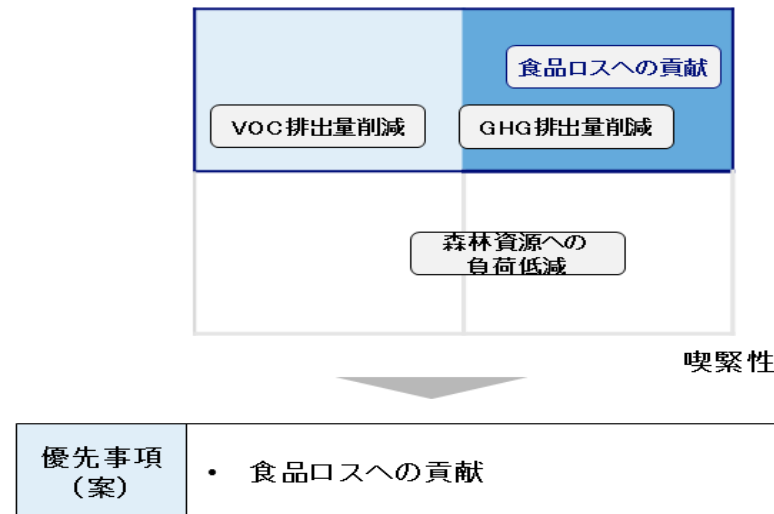 食品ロスへの貢献
VOC排出量削減
GHG排出量削減
森林資源への
負荷低減
喫緊性
優先事項
（案）
• 食品ロスへの貢献